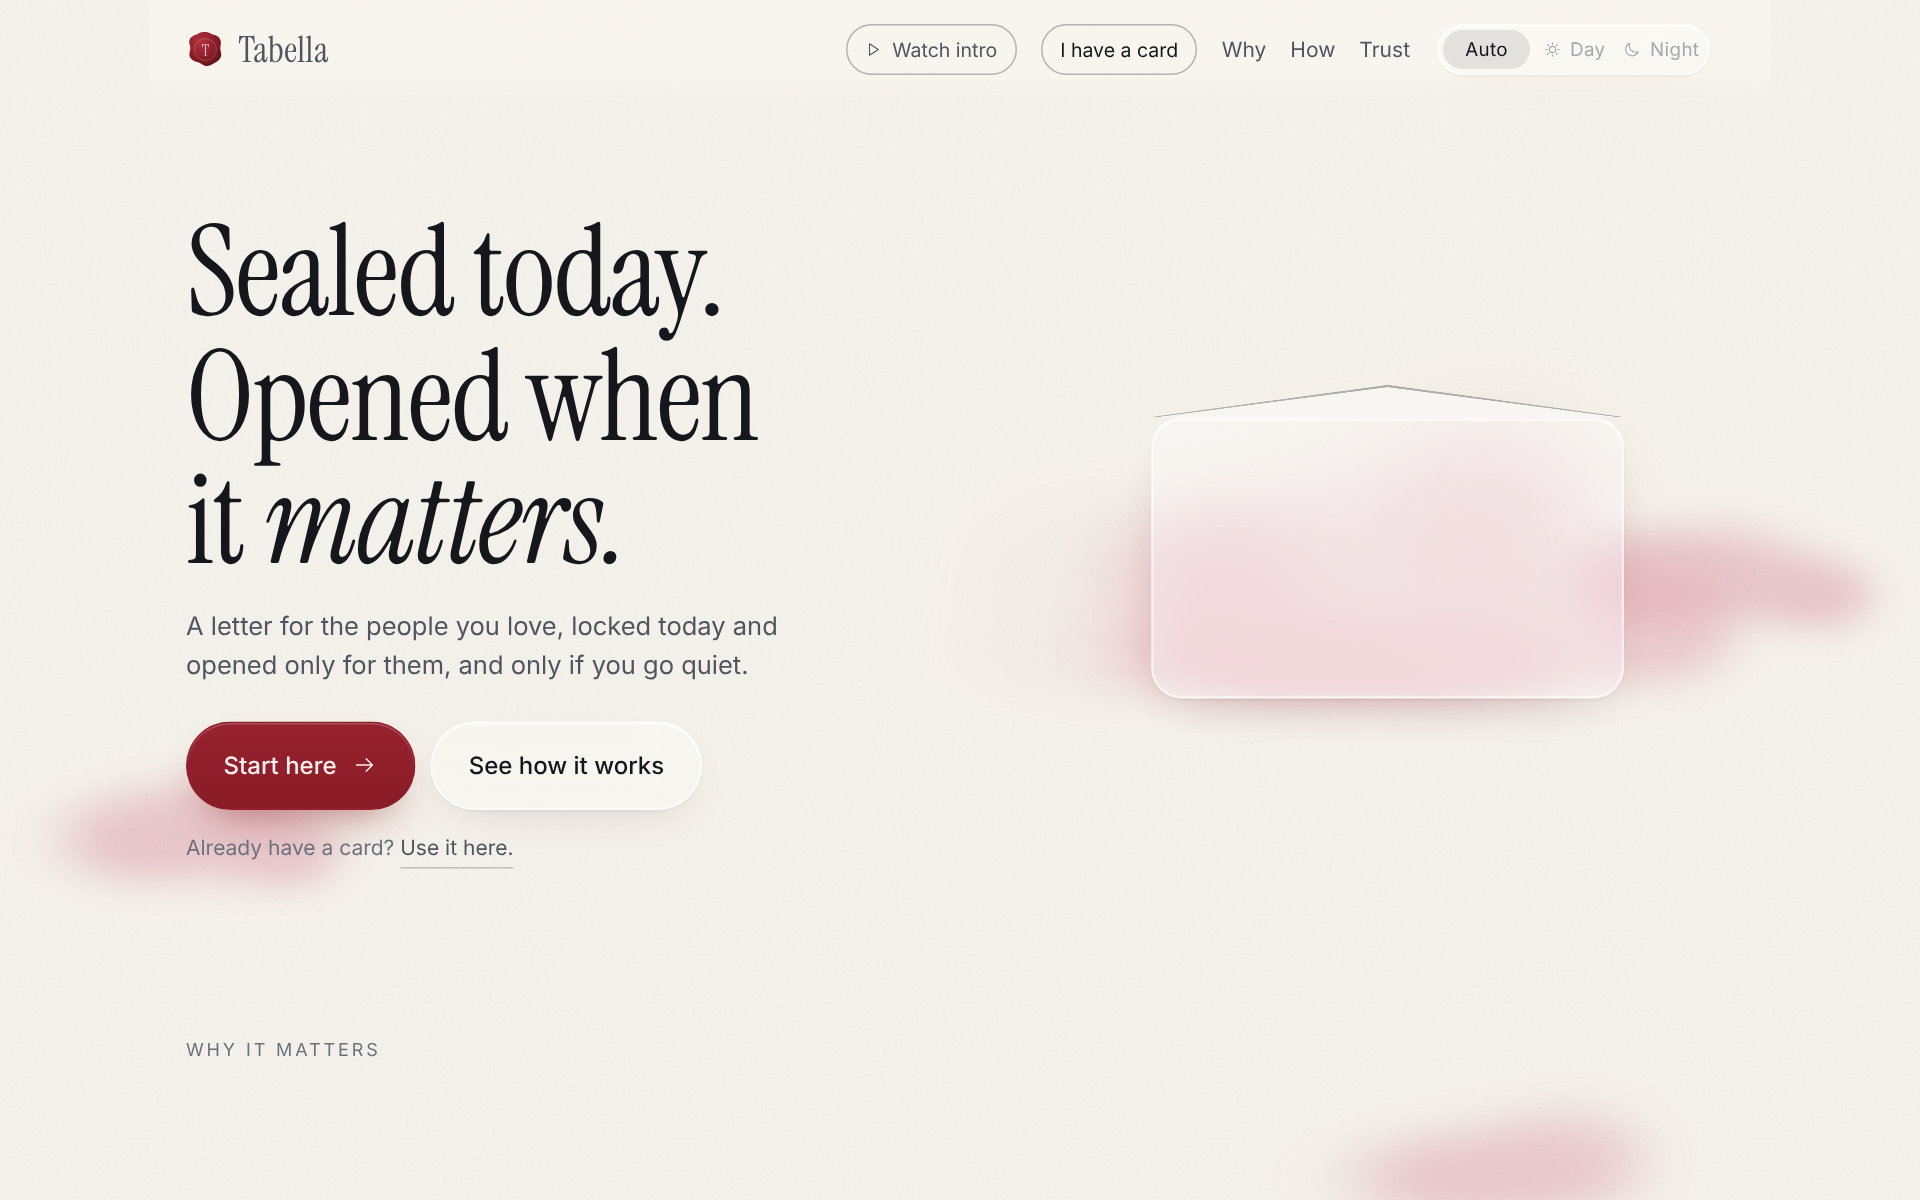 T
Tabella
Watch intro
I have a card
Why
How
Trust
Auto
Day
Night
Sealed today.
Opened when
it matters.
A letter for the people you love, locked today and
opened only for them, and only if you go quiet.
Start here
See how it works
Already have a card? Use it here.
WHY IT MATTERS